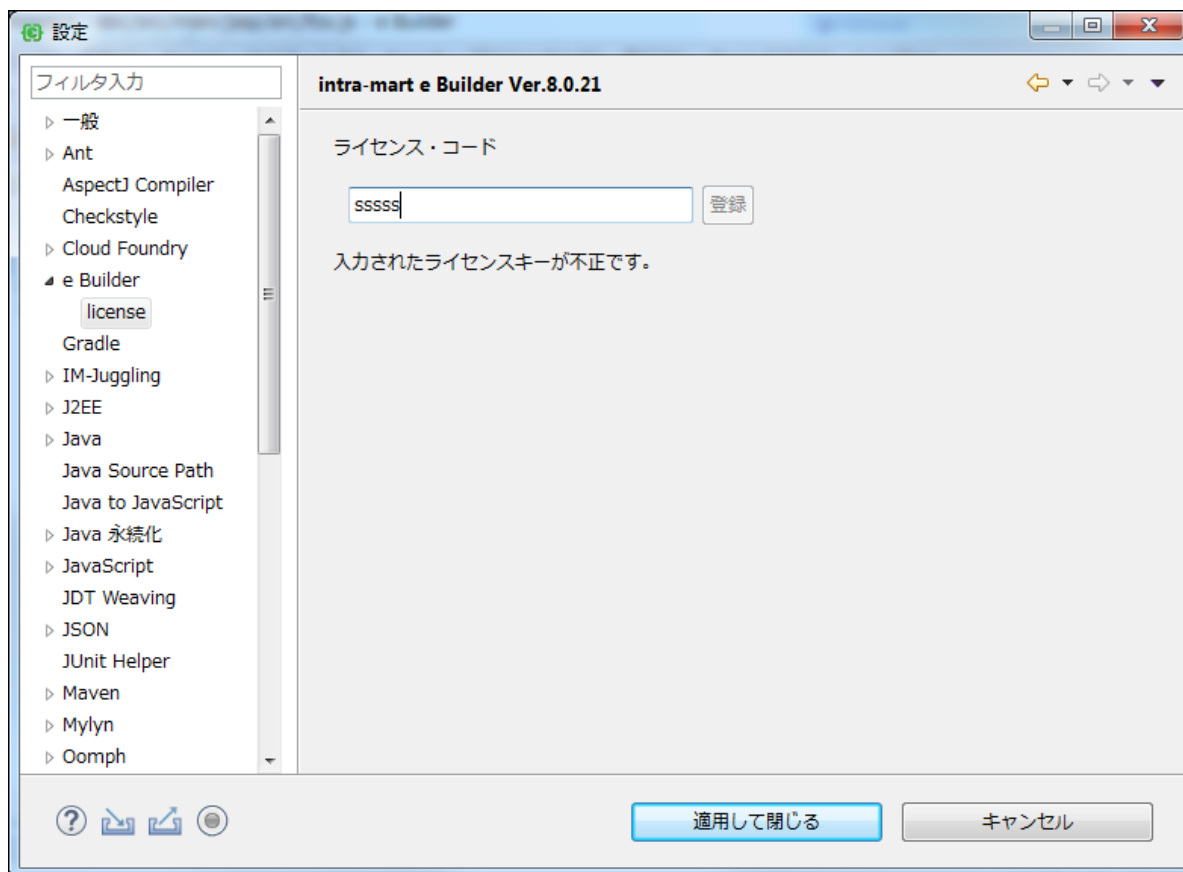 設定
フィルタ入力
一般
Ant
AspectJ Compiler
Checkstyle
Cloud Foundry
e Builder
license
Gradle
IM-Juggling
J2EE
Java
Java Source Path
Java to JavaScript
Java 永続化
JavaScript
JDT Weaving
JSON
JUnit Helper
Maven
Mylyn
Oomph
intra-mart e Builder Ver.8.0.21
ライセンス・コード
sssss
登録
入力されたライセンスキーが不正です。
適用して閉じる
キャンセル